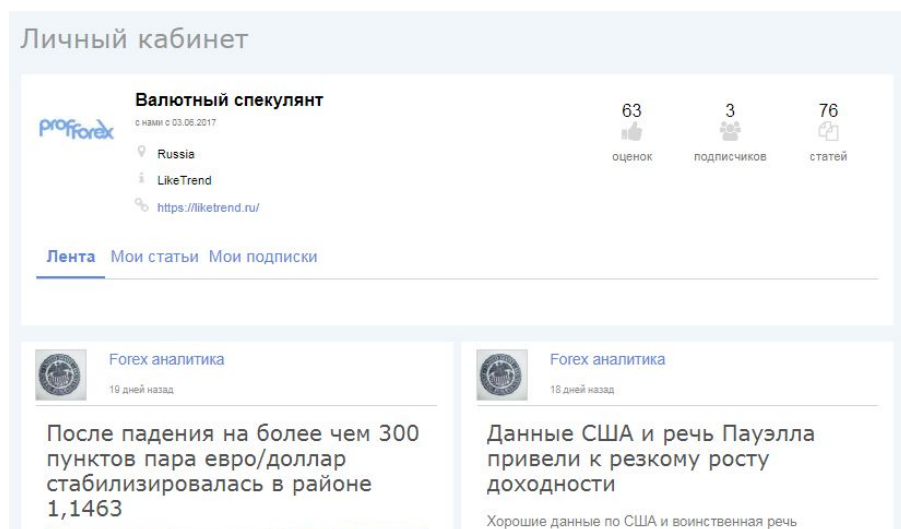 Личный кабинет
profForex
Валютный спекулянт
с нами с 03.06.2017
Russia
LikeTrend
https://liketrend.ru/
63
оценок
3
подписчиков
76
статей
Лента Мои статьи Мои подписки
Forex аналитика
19 дней назад
После падения на более чем 300
пунктов пара евро/доллар
стабилизировалась в районе
1,1463
Forex аналитика
18 дней назад
Данные США и речь Пауэлла
привели к резкому росту
доходности
Хорошие данные по США и воинственная речь